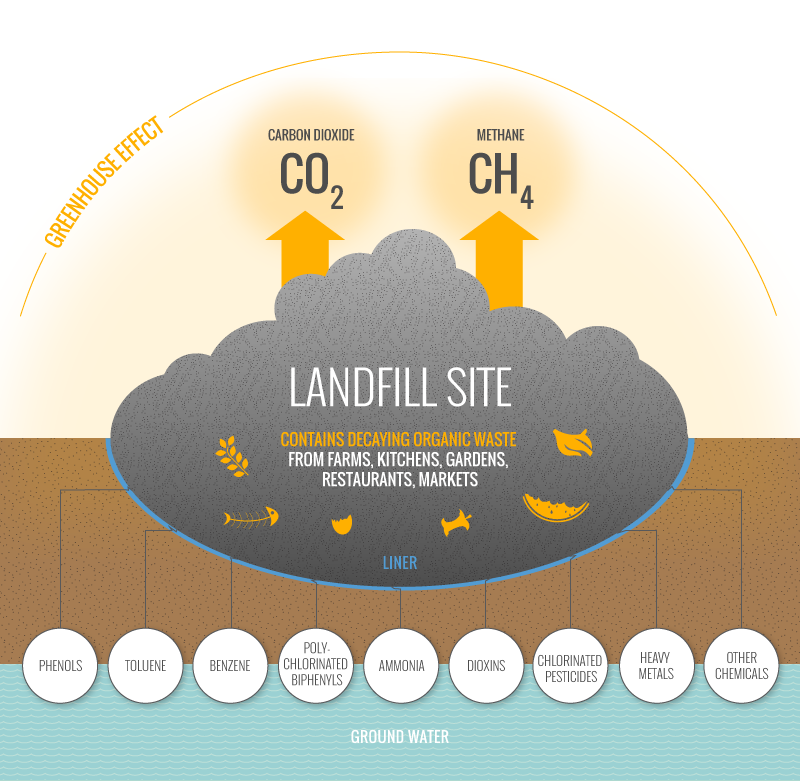 GREENHOUSE EFFECT
CARBON DIOXIDE
CO2
METHANE
CH4
LANDFILL SITE
CONTAINS DECAYING ORGANIC WASTE
FROM FARMS, KITCHENS, GARDENS,
RESTAURANTS, MARKETS
LINER
PHENOLS
TOLUENE
BENZENE
POLY-
CHLORINATED
BIPHENYLS
AMMONIA
DIOXINS
CHLORINATED
PESTICIDES
HEAVY
METALS
OTHER
CHEMICALS
GROUND WATER